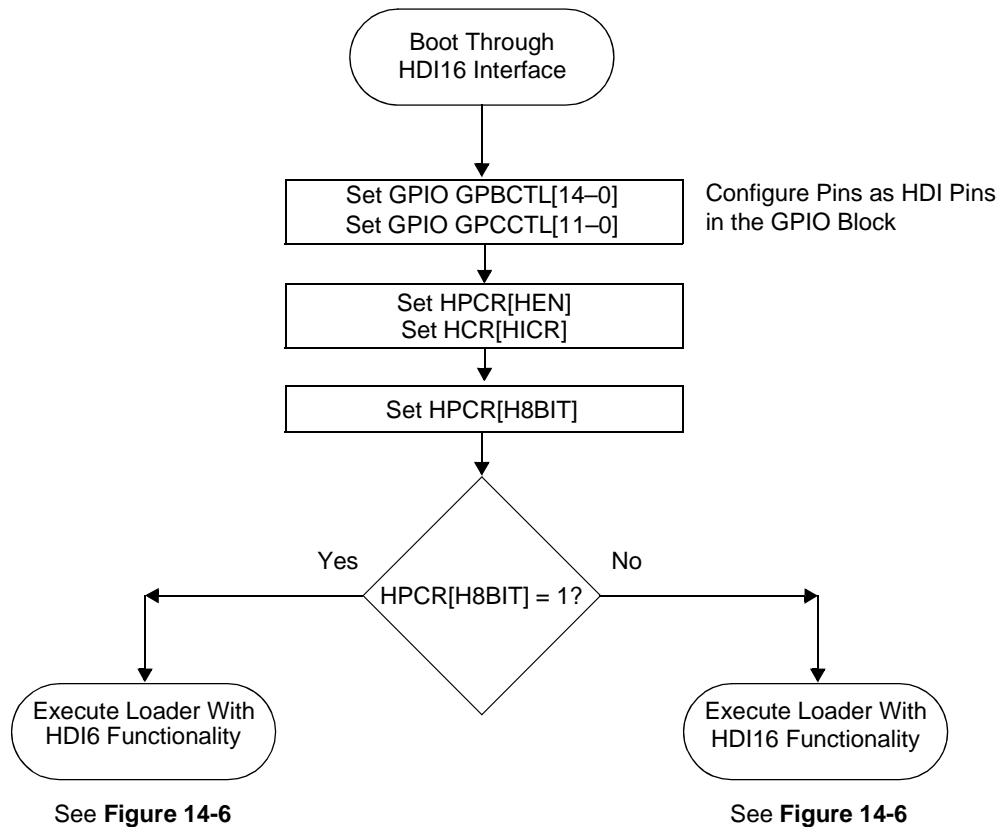 Boot Through
HDI16 Interface
Set GPIO GPBCTL[14–0]
Set GPIO GPCCTL[11–0]
Configure Pins as HDI Pins
in the GPIO Block
Set HPCR[HEN]
Set HCR[HICR]
Set HPCR[H8BIT]
Yes
No
HPCR[H8BIT] = 1?
Execute Loader With
HDI6 Functionality
Execute Loader With
HDI16 Functionality
See Figure 14-6
See Figure 14-6